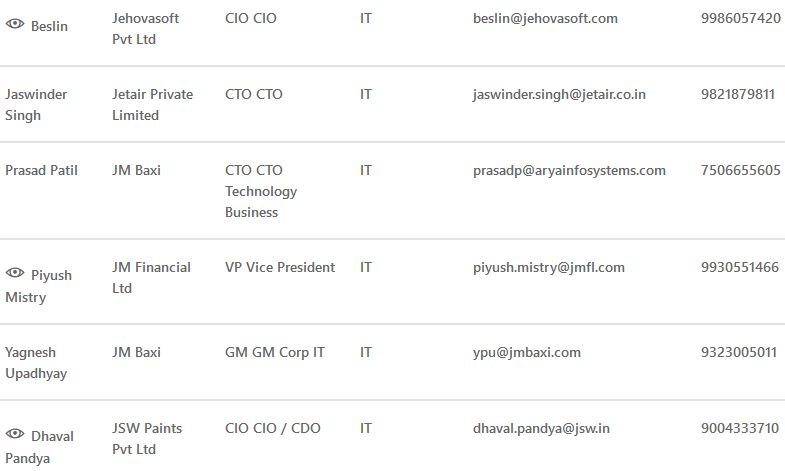 Beslin Jehovasoft Pvt Ltd CIO CIO IT beslin@jehovasoft.com 9986057420
Jaswinder Singh Jetair Private Limited CTO CTO IT jaswinder.singh@jetair.co.in 9821879811
Prasad Patil JM Baxi CTO CTO Technology Business IT prasadp@aryainfosystems.com 7506655605
Piyush Mistry JM Financial Ltd VP Vice President IT piyush.mistry@jmfl.com 9930551466
Yagnesh Upadhyay JM Baxi GM GM Corp IT IT ypu@jmbaxi.com 9323005011
Dhaval Pandya JSW Paints Pvt Ltd CIO CIO / CDO IT dhaval.pandya@jsw.in 9004333710